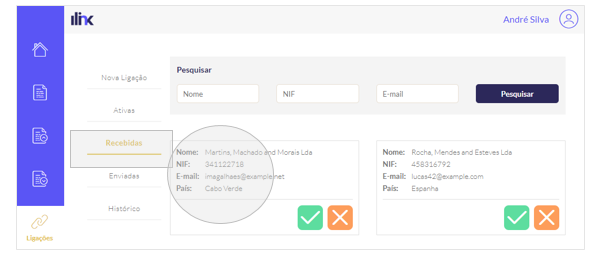 ilink
André Silva
Pesquisar
Nome
NIF
E-mail
Pesquisar
Nova Ligação
Ativas
Recebidas
Enviadas
Histórico
Ligações
Nome: Martins, Machado and Morais Lda
NIF: 341122718
E-mail: imagalhaes@example.net
País: Cabo Verde
Nome: Rocha, Mendes and Esteves Lda
NIF: 458316792
E-mail: lucas42@example.com
País: Espanha